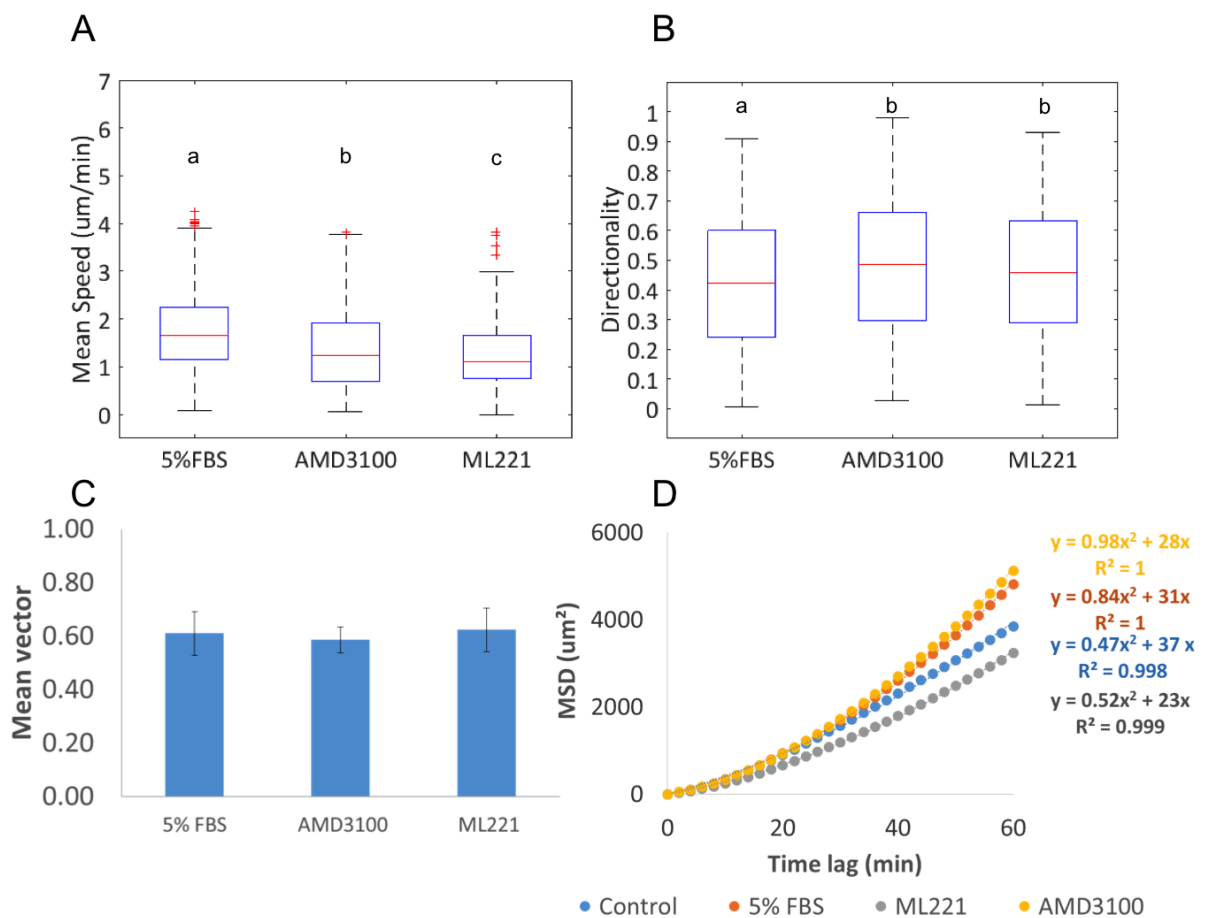 A
7
6
5
4
3
2
1
0
Mean Speed (um/min)
a
b
c
5%FBS
AMD3100
ML221
B
1
0.9
0.8
0.7
0.6
0.5
0.4
0.3
0.2
0.1
0
Directionality
a
b
b
5%FBS
AMD3100
ML221
C
1.00
0.80
0.60
0.40
0.20
0.00
Mean vector
5% FBS
AMD3100
ML221
D
6000
4000
2000
0
MSD (um²)
y = 0.98x² + 28x
R² = 1
y = 0.84x² + 31x
R² = 1
y = 0.47x² + 37 x
R² = 0.998
y = 0.52x² + 23x
R² = 0.999
0
20
40
60
Time lag (min)
Control
5% FBS
ML221
AMD3100